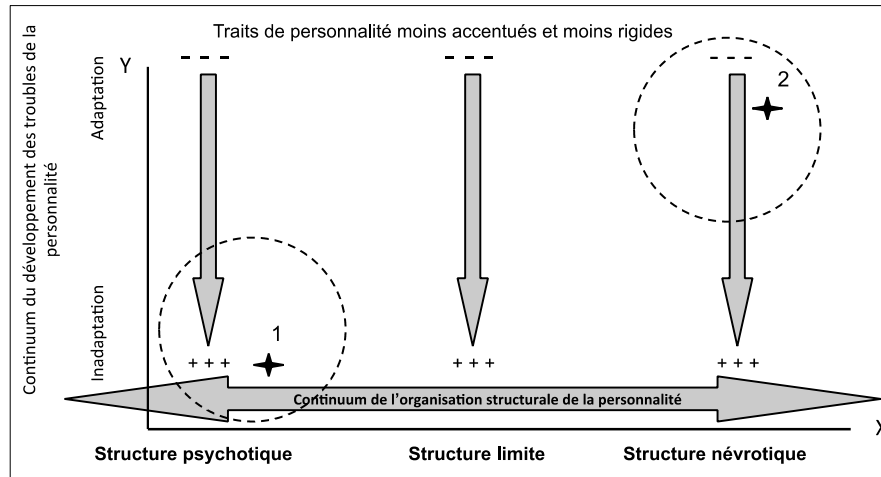 Traits de personnalité moins accentués et moins rigides
Y
- - -
- - -
- - -
Continuum du développement des troubles de la
personnalité
Adaptation
Inadaptation
2
1
+ + +
+ + +
+ + +
Continuum de l'organisation structurale de la personnalité
X
Structure psychotique
Structure limite
Structure névrotique